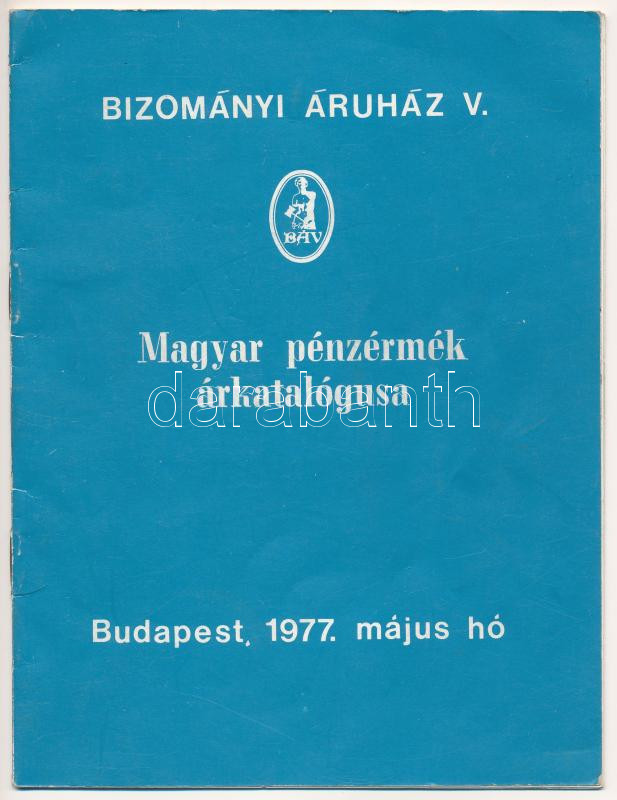 BIZOMÁNYI ÁRUHÁZ V.
BÁV
Magyar pénzérmék
árkatalógusa
darabanth
Budapest, 1977. május hó